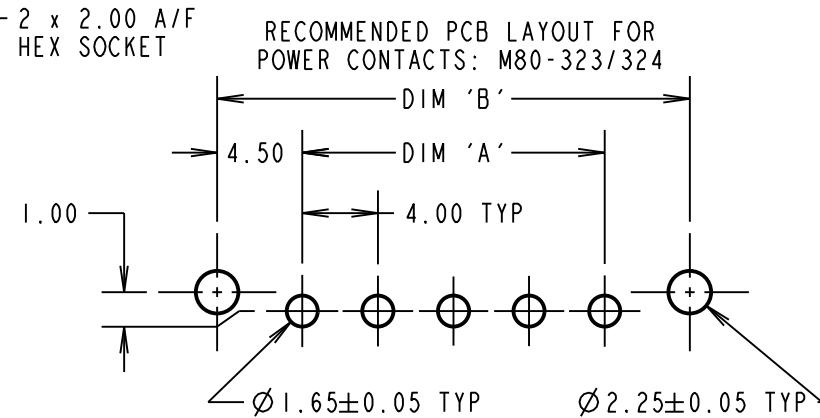 2 x 2.00 A/F
HEX SOCKET
RECOMMENDED PCB LAYOUT FOR
POWER CONTACTS: M80-323/324
DIM 'B'
4.50
DIM 'A'
1.00
4.00 TYP
Ø1.65±0.05 TYP
Ø2.25±0.05 TYP